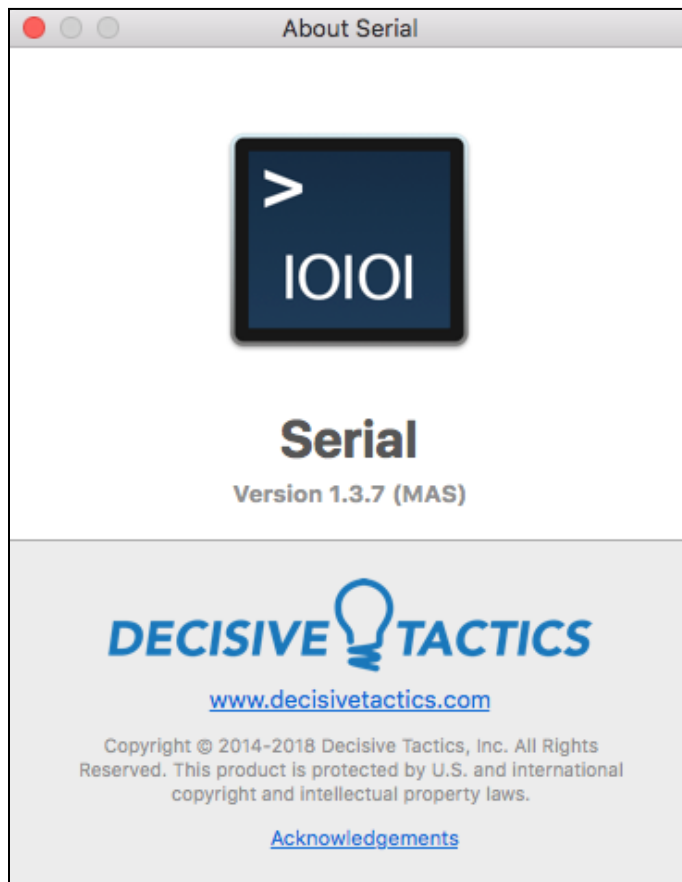 About Serial
>
IOIOI
Serial
Version 1.3.7 (MAS)
DECISIVE TACTICS
www.decisivetactics.com
Copyright © 2014-2018 Decisive Tactics, Inc. All Rights
Reserved. This product is protected by U.S. and international
copyright and intellectual property laws.
Acknowledgements